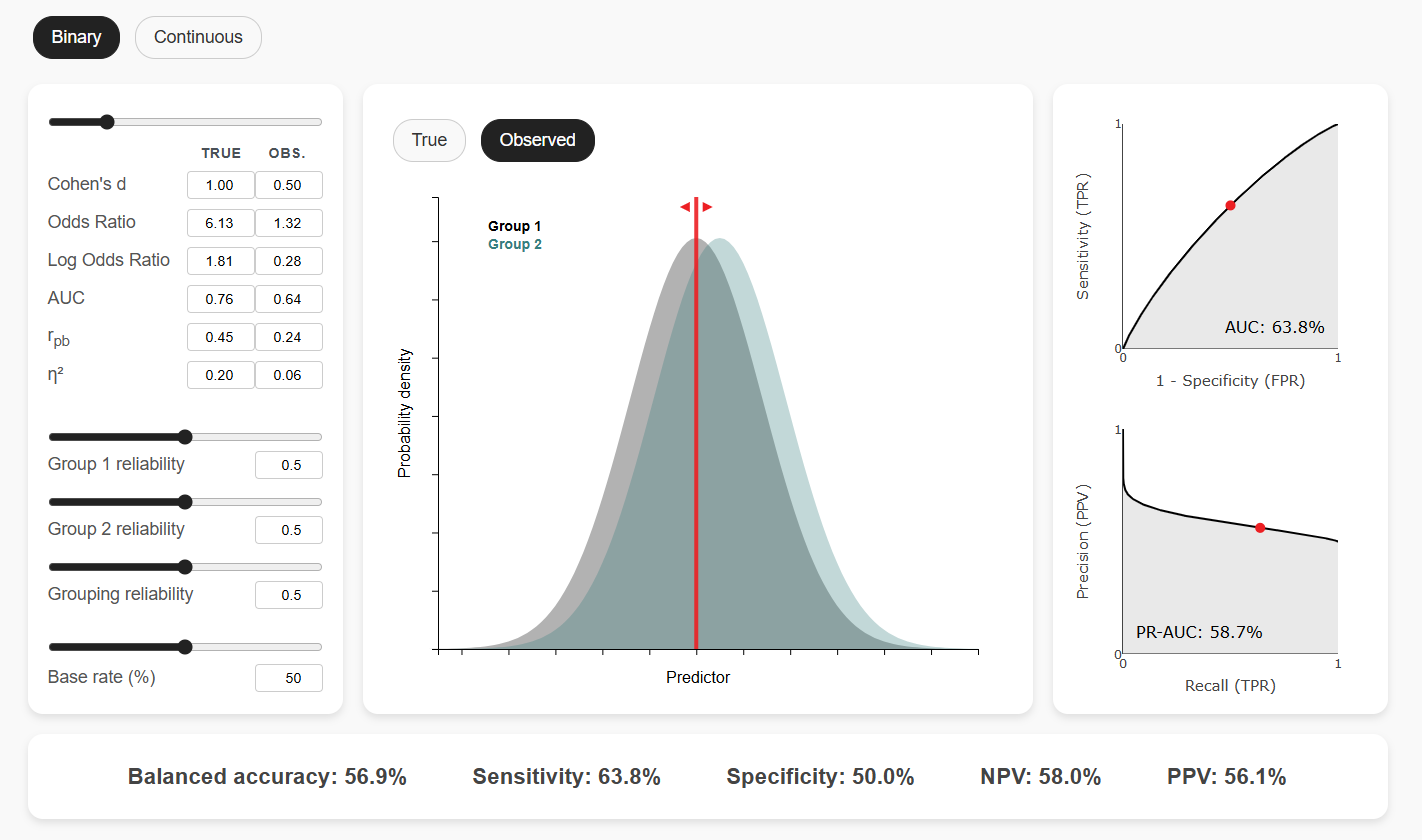 Binary Continuous
TRUE OBS.
Cohen's d 1.00 0.50
Odds Ratio 6.13 1.32
Log Odds Ratio 1.81 0.28
AUC 0.76 0.64
rpb 0.45 0.24
η² 0.20 0.06
Group 1 reliability 0.5
Group 2 reliability 0.5
Grouping reliability 0.5
Base rate (%) 50
True Observed
Group 1
Group 2
Probability density
Predictor
1
Sensitivity (TPR)
AUC: 63.8%
0
0 1
1 - Specificity (FPR)
1
Precision (PPV)
PR-AUC: 58.7%
0
0 1
Recall (TPR)
Balanced accuracy: 56.9% Sensitivity: 63.8% Specificity: 50.0% NPV: 58.0% PPV: 56.1%